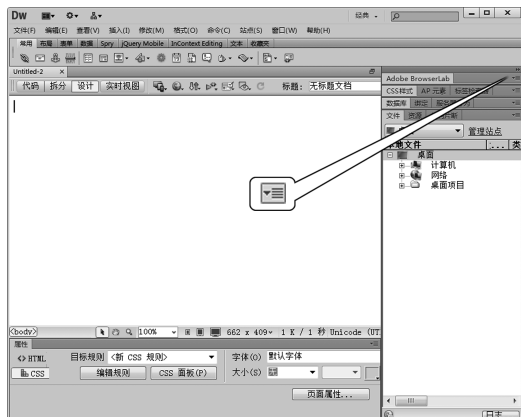 DW
经典
文件(F) 编辑(E) 查看(V) 插入(I) 修改(M) 格式(O) 命令(C) 站点(S) 窗口(W) 帮助(H)
常用 布局 表单 数据 Spry jQuery Mobile InContext Editing 文本 收藏夹
Untitled-2 ×
代码 拆分 设计 实时视图 标题: 无标题文档
Adobe BrowserLab
CSS样式 AP 元素
数据库 绑定
文件 资源
管理站点
本地文件
桌面
计算机
网络
桌面项目
<body> 100% 662 x 409 1 K / 1 秒 Unicode (UT
属性
<> HTML 目标规则 <新 CSS 规则> 字体(O) 默认字体
CSS 编辑规则 CSS 面板(P) 大小(S)
页面属性...
日志